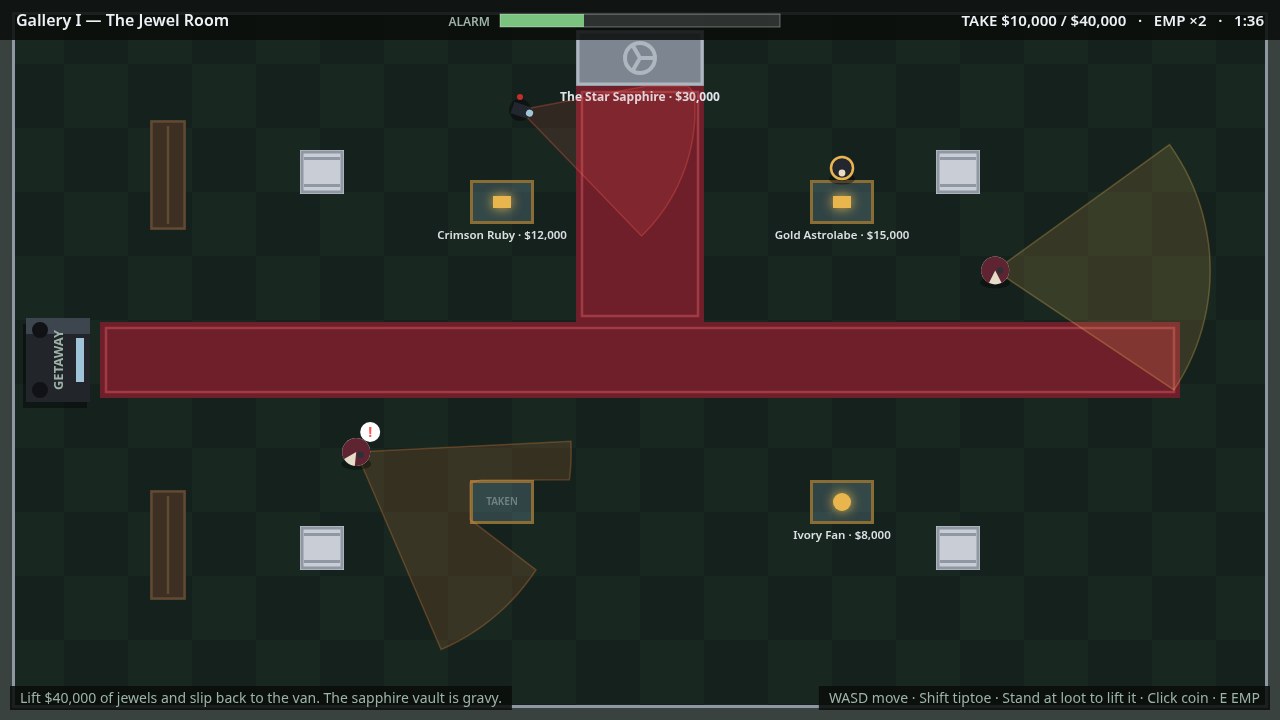 Gallery I — The Jewel Room
ALARM
TAKE $10,000 / $40,000 · EMP ×2 · 1:36
The Star Sapphire · $30,000
Crimson Ruby · $12,000
Gold Astrolabe · $15,000
GETAWAY
!
TAKEN
Ivory Fan · $8,000
Lift $40,000 of jewels and slip back to the van. The sapphire vault is gravy.
WASD move · Shift tiptoe · Stand at loot to lift it · Click coin · E EMP